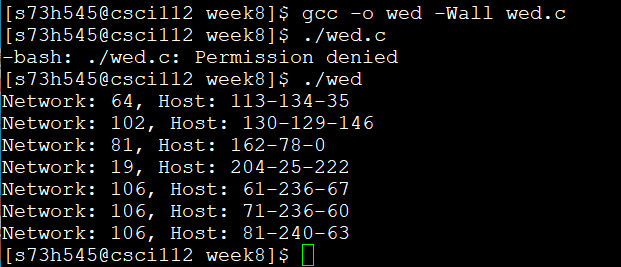 [s73h545@csci112 week8]$ gcc -o wed -Wall wed.c
[s73h545@csci112 week8]$ ./wed.c
-bash: ./wed.c: Permission denied
[s73h545@csci112 week8]$ ./wed
Network: 64, Host: 113-134-35
Network: 102, Host: 130-129-146
Network: 81, Host: 162-78-0
Network: 19, Host: 204-25-222
Network: 106, Host: 61-236-67
Network: 106, Host: 71-236-60
Network: 106, Host: 81-240-63
[s73h545@csci112 week8]$